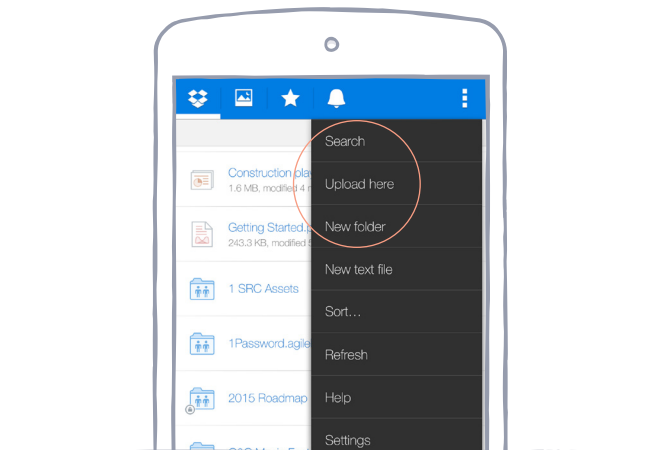 Search
Construction pla
1.6 MB, modified 4
Upload here
Getting Started.
243.3 KB, modified
New folder
New text file
1 SRC Assets
Sort...
1Password.agile
Refresh
2015 Roadmap
Help
Settings